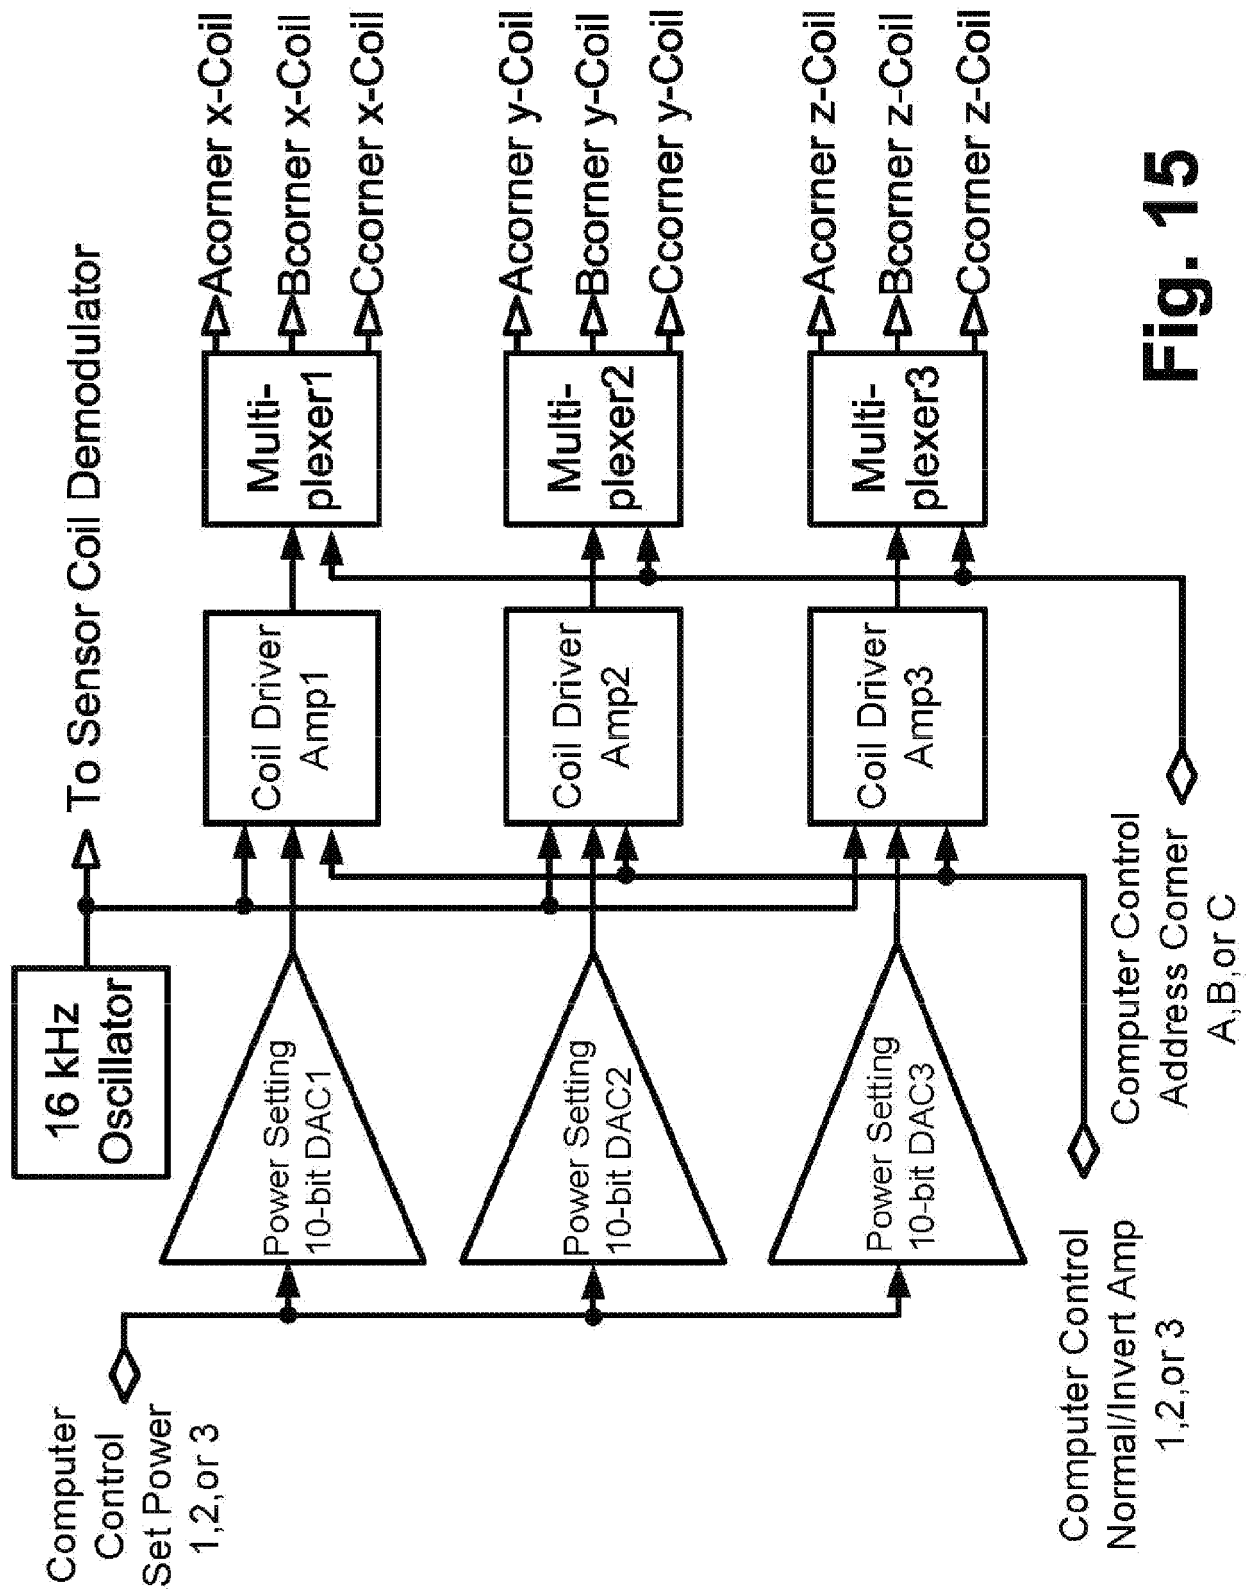 16 kHz
Oscillator
To Sensor Coil Demodulator
Computer
Control
Set Power
1,2,or 3
Power Setting
10-bit DAC1
Coil Driver
Amp1
Multi-
plexer1
Acorner x-Coil
Bcorner x-Coil
Ccorner x-Coil
Power Setting
10-bit DAC2
Coil Driver
Amp2
Multi-
plexer2
Acorner y-Coil
Bcorner y-Coil
Ccorner y-Coil
Power Setting
10-bit DAC3
Coil Driver
Amp3
Multi-
plexer3
Acorner z-Coil
Bcorner z-Coil
Ccorner z-Coil
Computer Control
Normal/Invert Amp
1,2,or 3
Computer Control
Address Corner
A,B,or C
Fig. 15